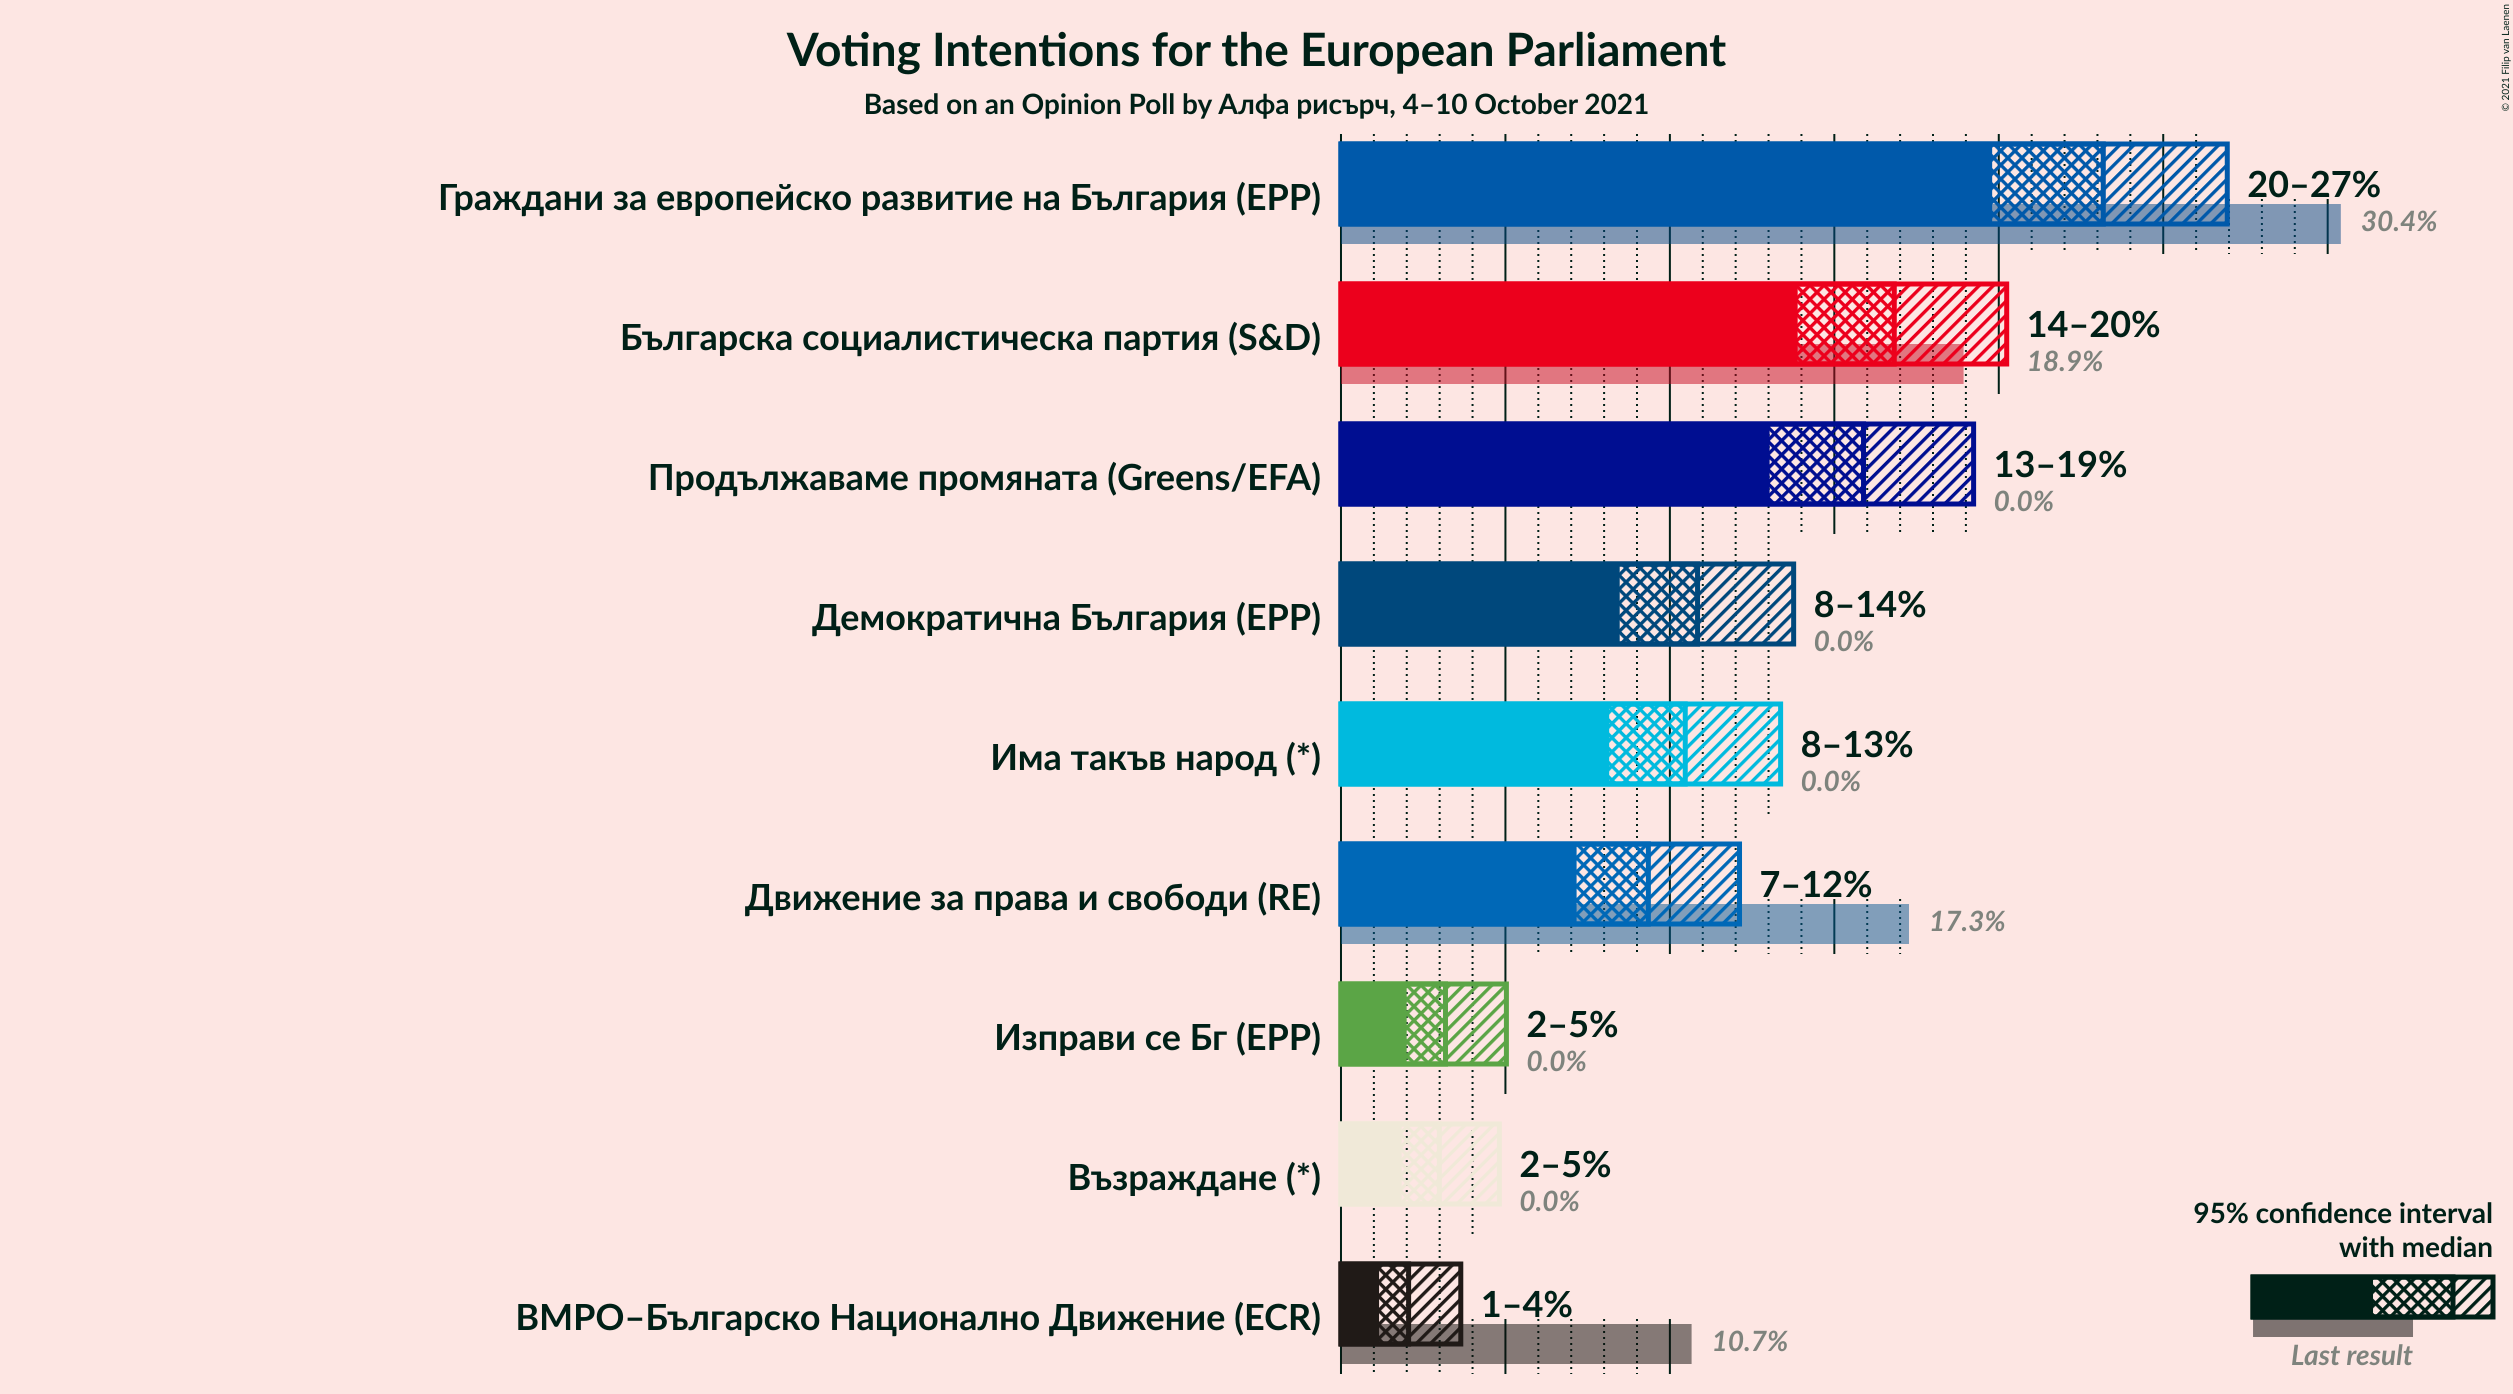 Voting Intentions for the European Parliament
Based on an Opinion Poll by Алфа рисърч, 4–10 October 2021
© 2021 Filip van Laenen
Граждани за европейско развитие на България (EPP)
20–27%
30.4%
Българска социалистическа партия (S&D)
14–20%
18.9%
Продължаваме промяната (Greens/EFA)
13–19%
0.0%
Демократична България (EPP)
8–14%
0.0%
Има такъв народ (*)
8–13%
0.0%
Движение за права и свободи (RE)
7–12%
17.3%
Изправи се Бг (EPP)
2–5%
0.0%
Възраждане (*)
2–5%
0.0%
ВМРО–Българско Национално Движение (ECR)
1–4%
10.7%
95% confidence interval
with median
Last result